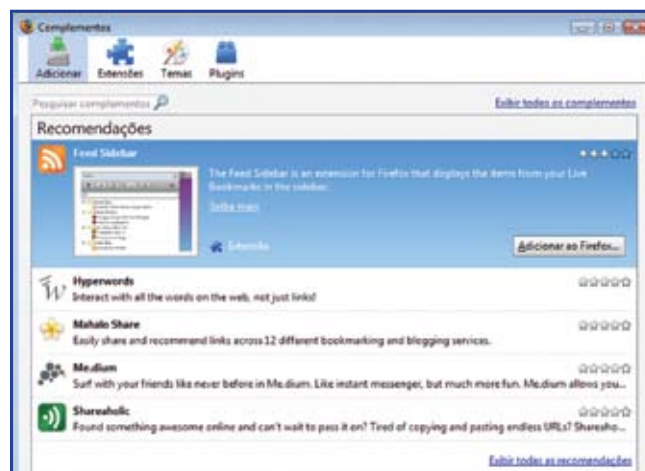 Complementos
Adicionar Extensões Temas Plugins
Pesquisar complementos Exibir todos os complementos
Recomendações
Feed Sidebar
The Feed Sidebar is an extension for Firefox that displays the items from your Live
Bookmarks in the sidebar.
Saiba mais
Extensão Adicionar ao Firefox...
Hyperwords
Interact with all the words on the web, not just links!
Mahalo Share
Easily share and recommend links across 12 different bookmarking and blogging services.
Me.dium
Surf with your friends like never before in Me.dium. Like instant messenger, but much more fun. Me.dium allows you...
Shareaholic
Found something awesome online and can't wait to pass it on? Tired of copying and pasting endless URLs? Shareaho...
Exibir todas as recomendações